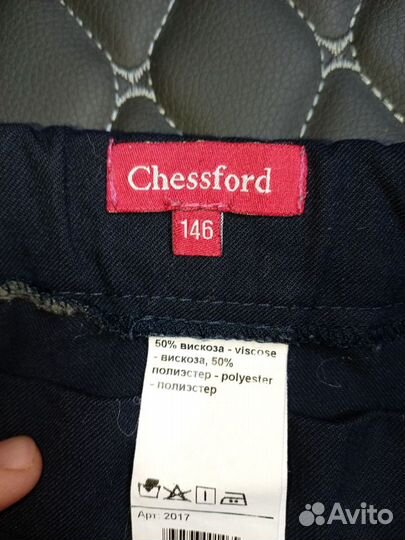 Chessford
146
50% вискоза - viscose
- вискоза, 50%
полиэстер - polyester
- полиэстер
Арт: 2017
Avito